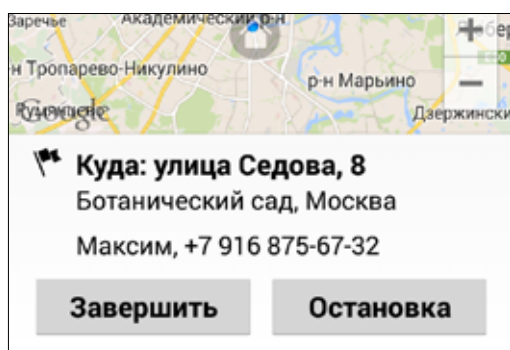 Заречье
Академический р-н
н Тропарево-Никулино
р-н Марьино
Google
Дзержински
Куда: улица Седова, 8
Ботанический сад, Москва
Максим, +7 916 875-67-32
Завершить
Остановка